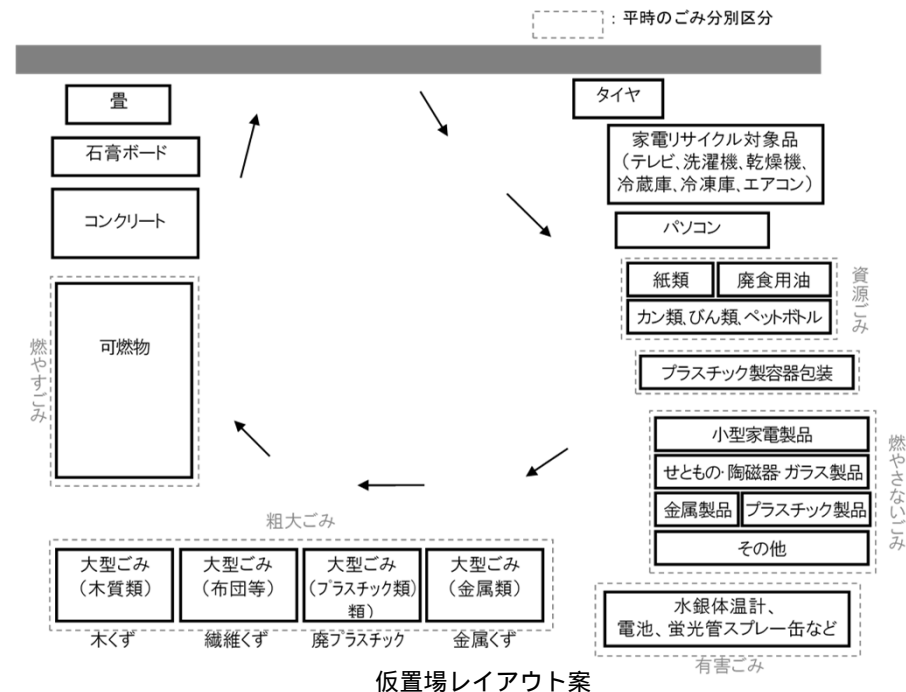 ：平時のごみ分別区分
畳
石膏ボード
コンクリート
可燃物
燃やすごみ
タイヤ
家電リサイクル対象品
（テレビ、洗濯機、乾燥機、
冷蔵庫、冷凍庫、エアコン）
パソコン
紙類
廃食用油
カン類、びん類、ペットボトル
資源ごみ
プラスチック製容器包装
小型家電製品
せともの・陶磁器・ガラス製品
金属製品
プラスチック製品
その他
燃やさないごみ
粗大ごみ
大型ごみ
（木質類）
木くず
大型ごみ
（布団等）
繊維くず
大型ごみ
（プラスチック類）
類）
廃プラスチック
大型ごみ
（金属類）
金属くず
水銀体温計、
電池、蛍光管スプレー缶など
有害ごみ
仮置場レイアウト案